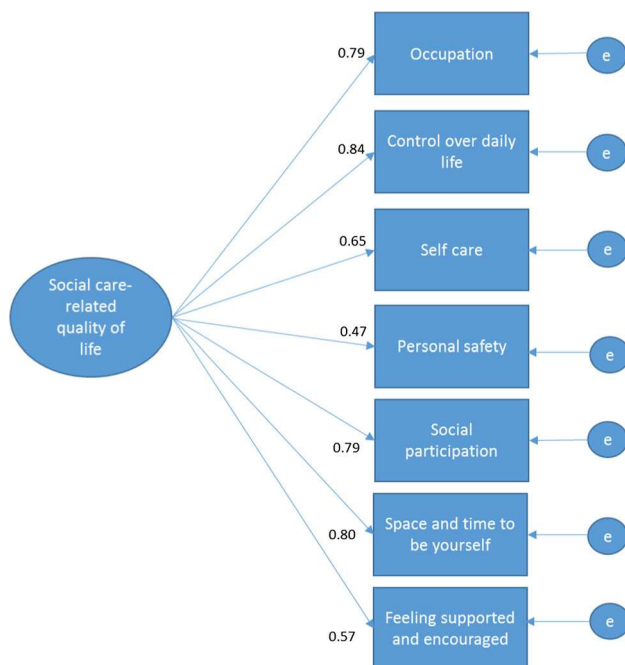 0.79
Occupation
e
0.84
Control over daily
life
e
0.65
Self care
e
Social care-
related
quality of
life
0.47
Personal safety
e
0.79
Social
participation
e
0.80
Space and time to
be yourself
e
0.57
Feeling supported
and encouraged
e